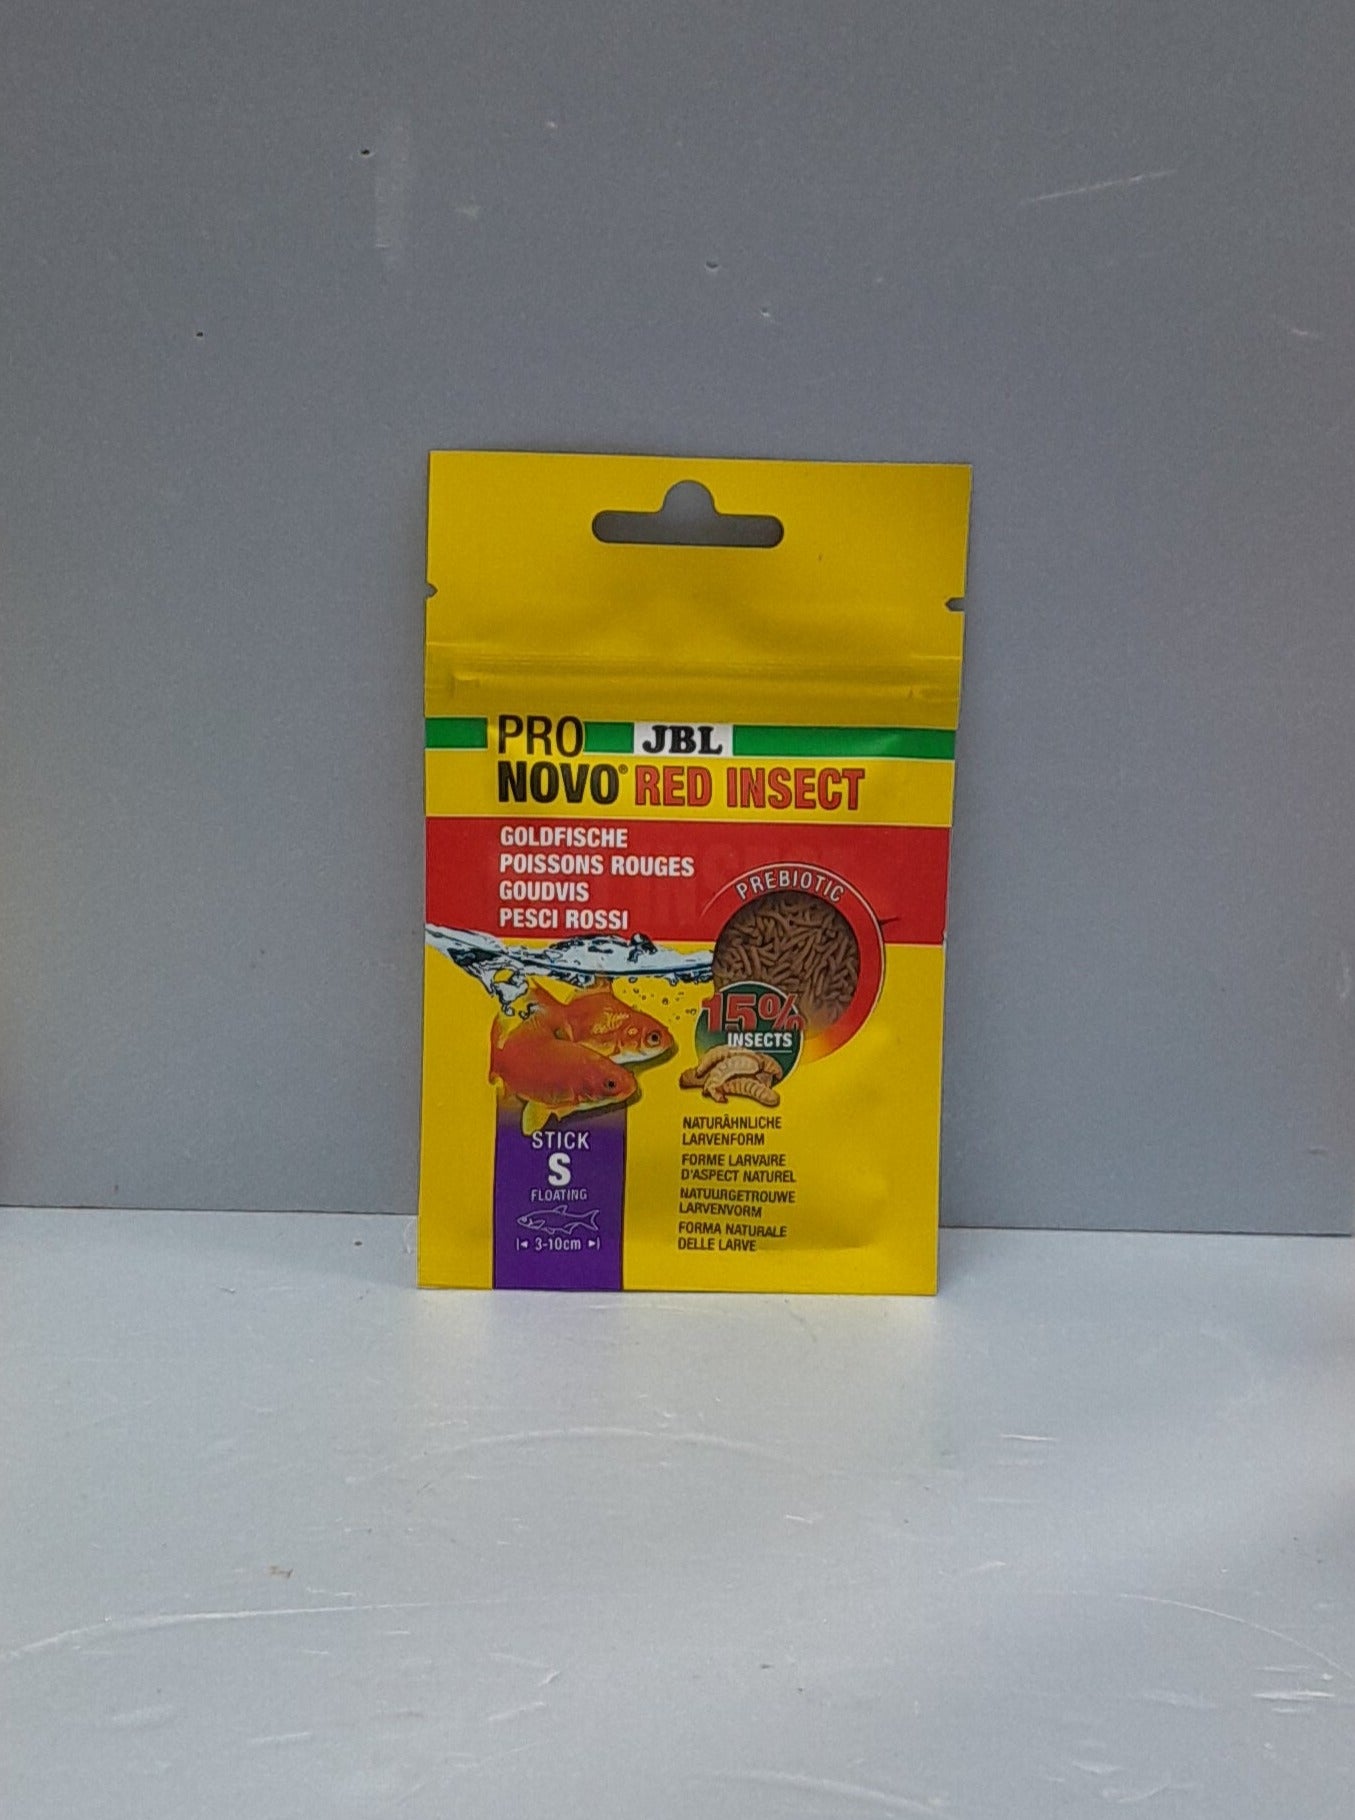 PRO JBL
NOVO® RED INSECT
GOLDFISCHE
POISSONS ROUGES
GOUDVIS
PESCI ROSSI
PREBIOTIC
15%
INSECTS
STICK
S
FLOATING
3-10cm
NATURÄHNLICHE
LARVENFORM
FORME LARVAIRE
D'ASPECT NATUREL
NATUURGETROUWE
LARVENVORM
FORMA NATURALE
DELLE LARVE